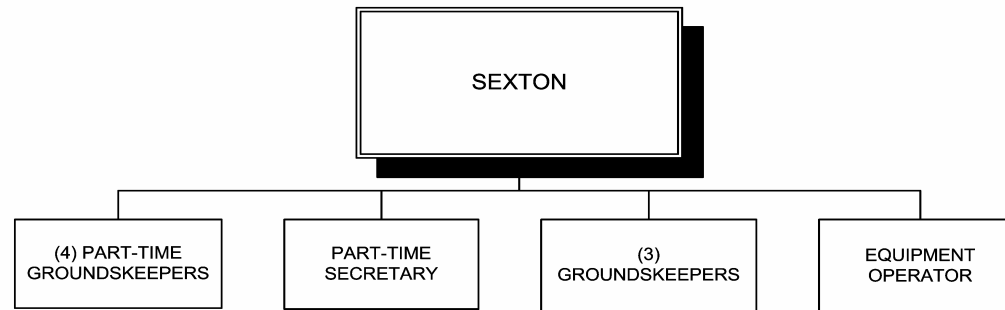 SEXTON
(4) PART-TIME
GROUNDSKEEPERS
PART-TIME
SECRETARY
(3)
GROUNDSKEEPERS
EQUIPMENT
OPERATOR